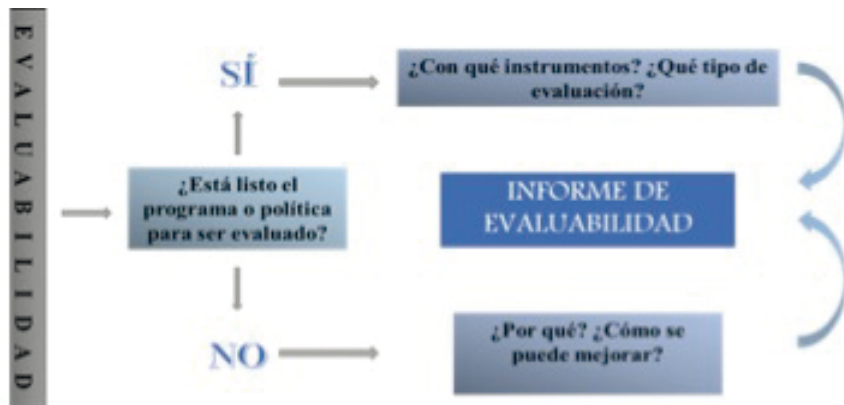 EVALUABILIDAD
SÍ
¿Con qué instrumentos? ¿Qué tipo de
evaluación?
¿Está listo el
programa o política
para ser evaluado?
INFORME DE
EVALUABILIDAD
NO
¿Por qué? ¿Cómo se
puede mejorar?